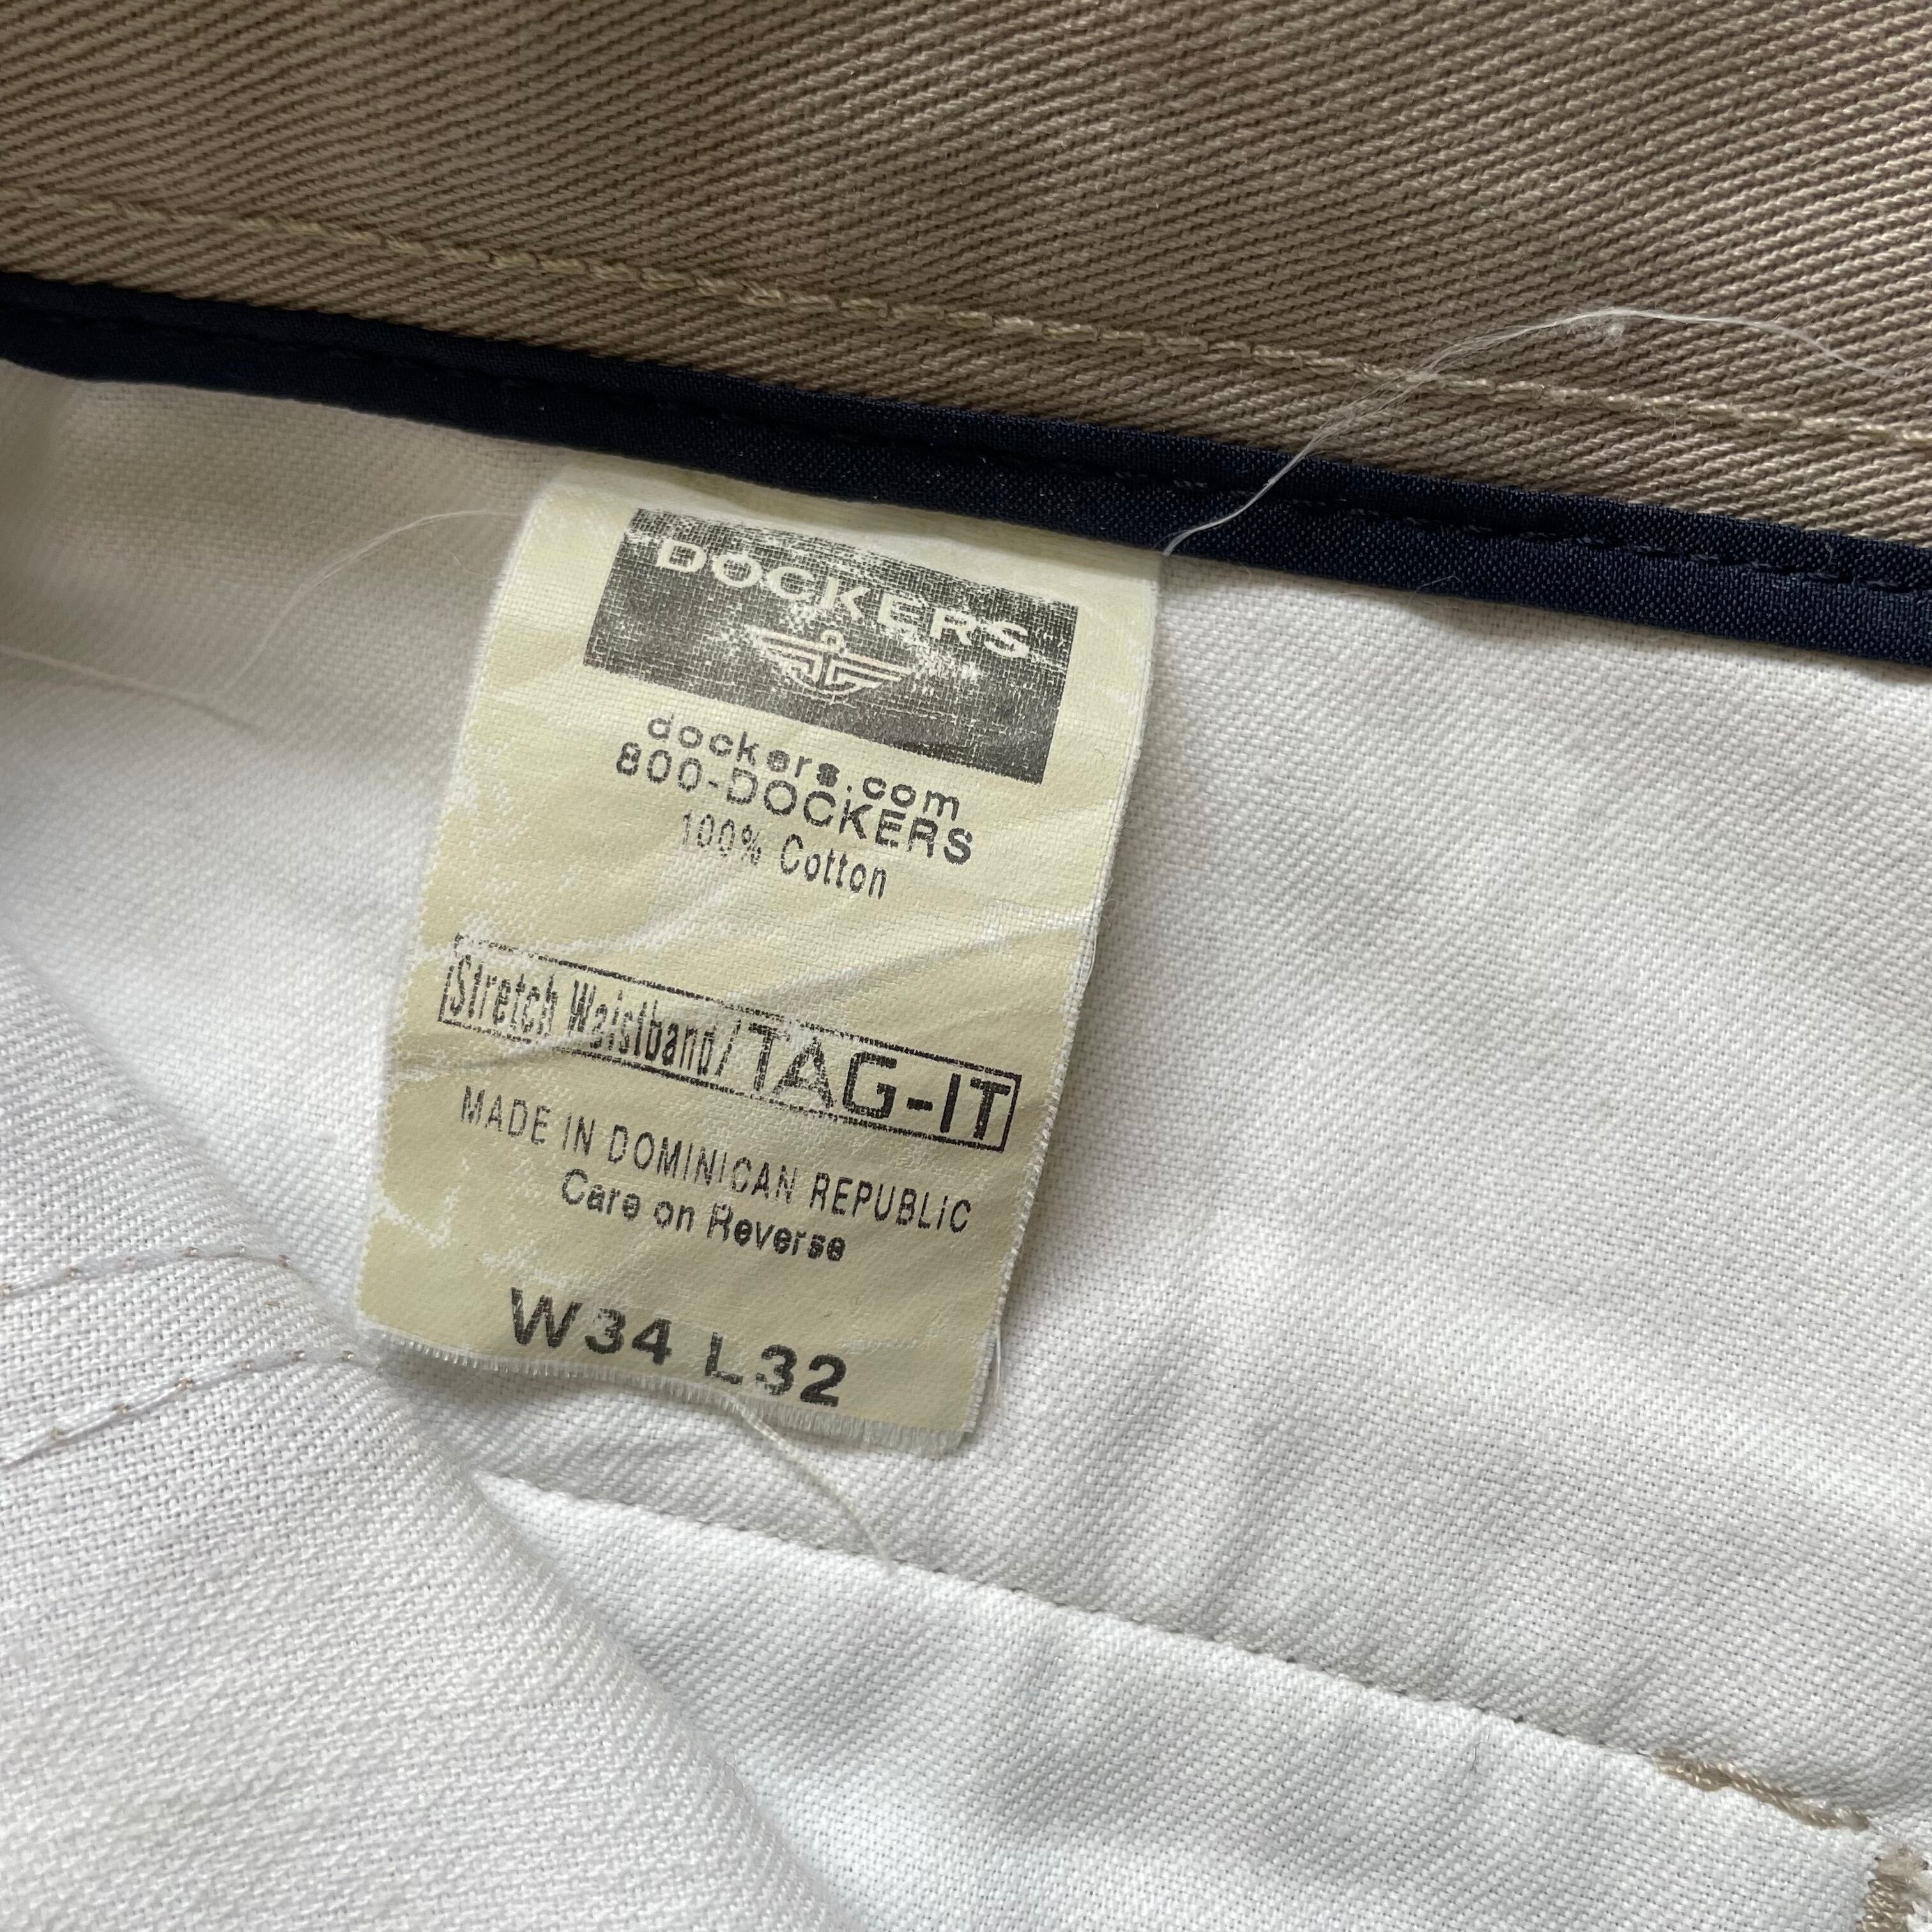 DOCKERS
dockers.com
800-DOCKERS
100% Cotton
Stretch Waistband/TAG-IT
MADE IN DOMINICAN REPUBLIC
Care on Reverse
W34 L32